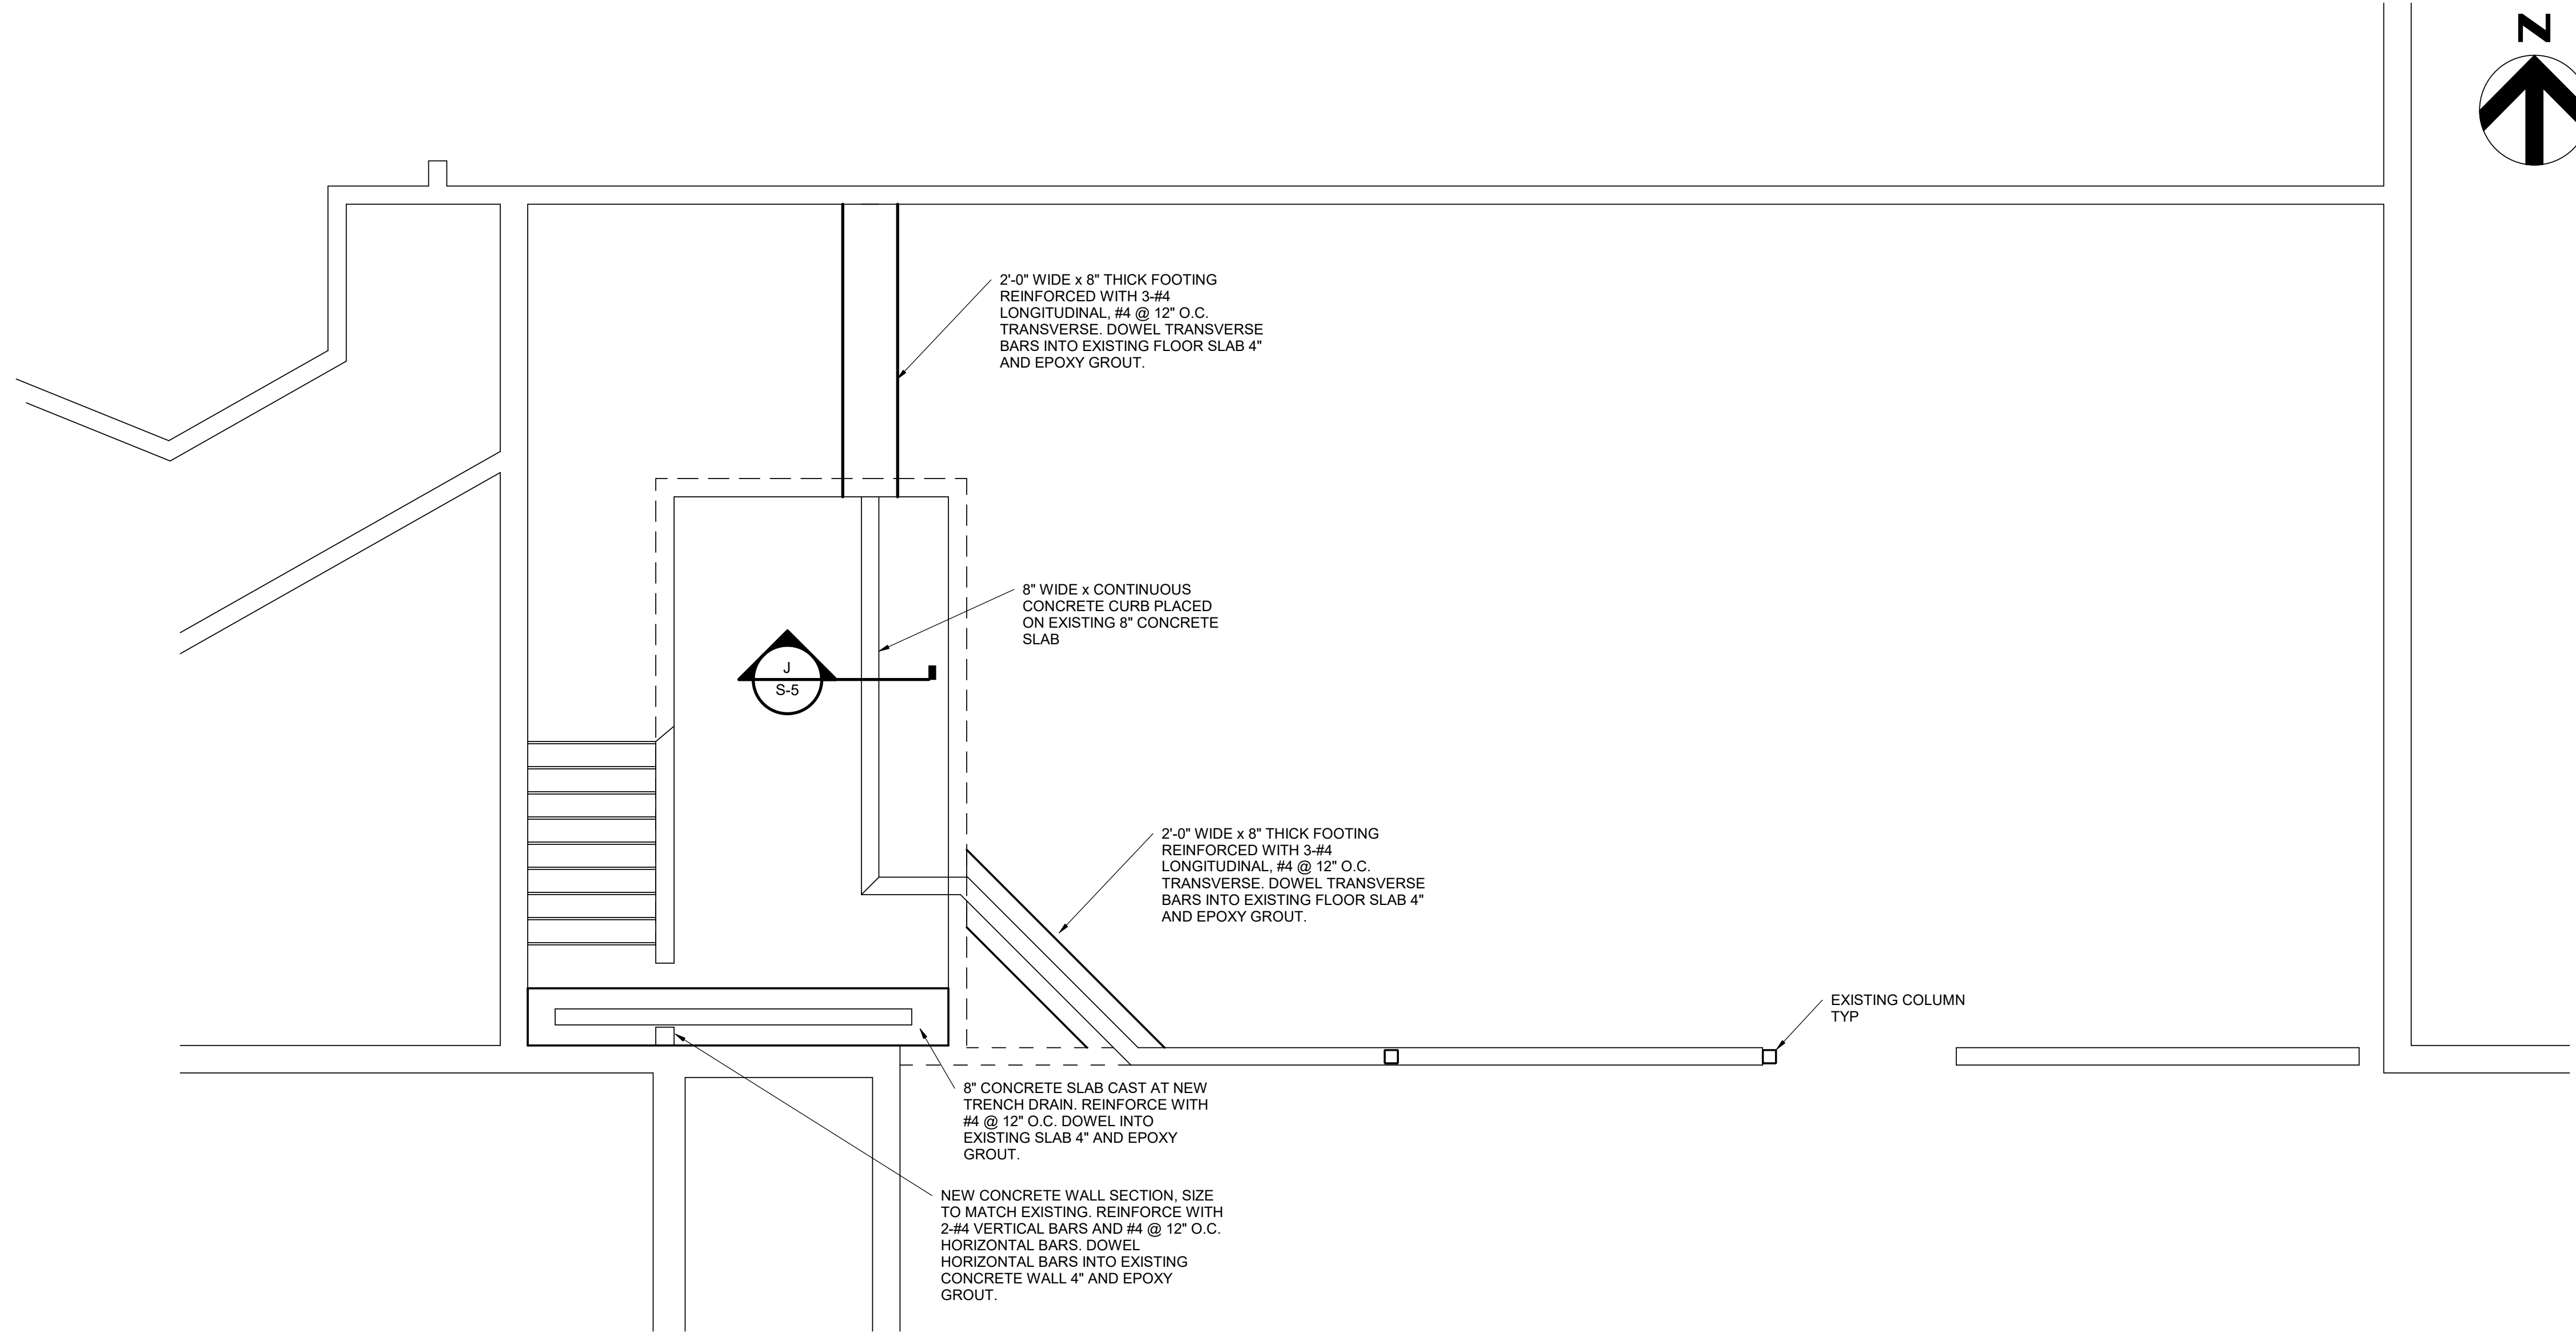 N
2'-0" WIDE x 8" THICK FOOTING
REINFORCED WITH 3-#4
LONGITUDINAL, #4 @ 12" O.C.
TRANSVERSE. DOWEL TRANSVERSE
BARS INTO EXISTING FLOOR SLAB 4"
AND EPOXY GROUT.
8" WIDE x CONTINUOUS
CONCRETE CURB PLACED
ON EXISTING 8" CONCRETE
SLAB
J
S-5
2'-0" WIDE x 8" THICK FOOTING
REINFORCED WITH 3-#4
LONGITUDINAL, #4 @ 12" O.C.
TRANSVERSE. DOWEL TRANSVERSE
BARS INTO EXISTING FLOOR SLAB 4"
AND EPOXY GROUT.
EXISTING COLUMN
TYP
8" CONCRETE SLAB CAST AT NEW
TRENCH DRAIN. REINFORCE WITH
#4 @ 12" O.C. DOWEL INTO
EXISTING SLAB 4" AND EPOXY
GROUT.
NEW CONCRETE WALL SECTION, SIZE
TO MATCH EXISTING. REINFORCE WITH
2-#4 VERTICAL BARS AND #4 @ 12" O.C.
HORIZONTAL BARS. DOWEL
HORIZONTAL BARS INTO EXISTING
CONCRETE WALL 4" AND EPOXY
GROUT.